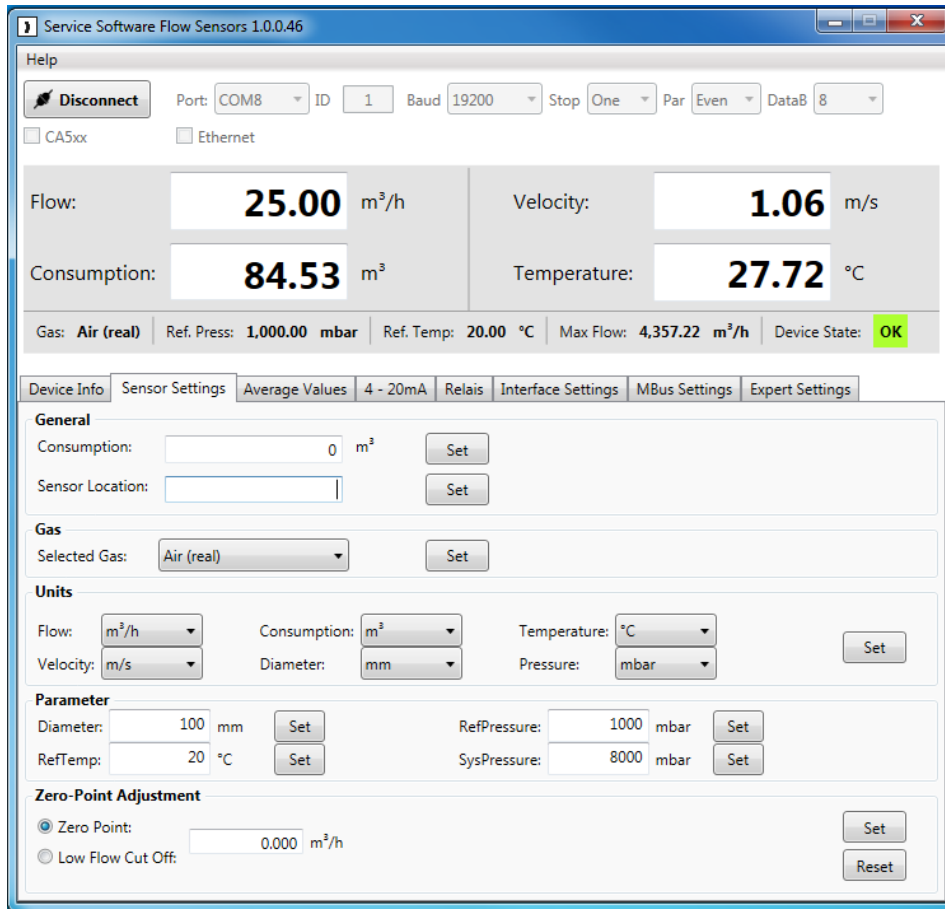 Service Software Flow Sensors 1.0.0.46
Help
Disconnect Port: COM8 ID 1 Baud 19200 Stop One Par Even DataB 8
CA5xx Ethernet
Flow: 25.00 m³/h Velocity: 1.06 m/s
Consumption: 84.53 m³ Temperature: 27.72 °C
Gas: Air (real) Ref. Press: 1,000.00 mbar Ref. Temp: 20.00 °C Max Flow: 4,357.22 m³/h Device State: OK
Device Info Sensor Settings Average Values 4 - 20mA Relais Interface Settings MBus Settings Expert Settings
General
Consumption: 0 m³ Set
Sensor Location: Set
Gas
Selected Gas: Air (real) Set
Units
Flow: m³/h Consumption: m³ Temperature: °C
Set
Velocity: m/s Diameter: mm Pressure: mbar
Parameter
Diameter: 100 mm Set RefPressure: 1000 mbar Set
RefTemp: 20 °C Set SysPressure: 8000 mbar Set
Zero-Point Adjustment
Zero Point: Set
0.000 m³/h
Low Flow Cut Off: Reset